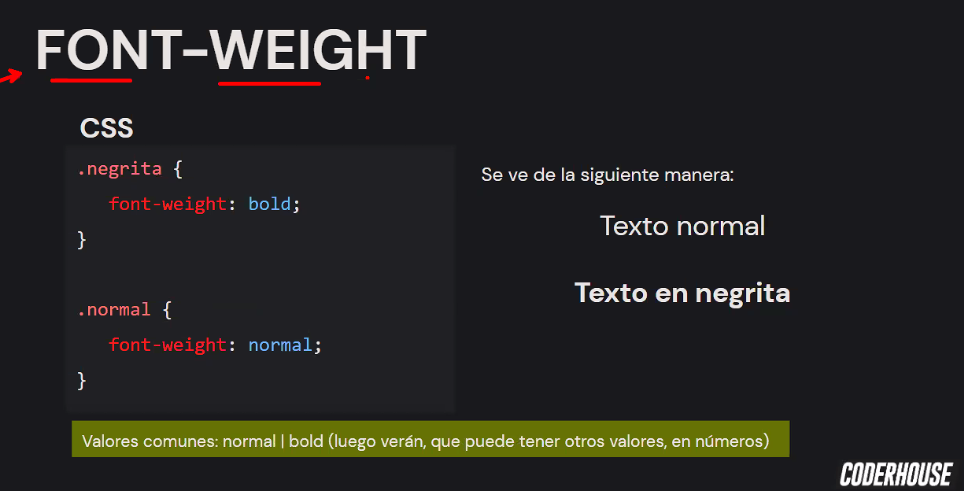 FONT-WEIGHT
CSS
.negrita {
font-weight: bold;
}
.normal {
font-weight: normal;
}
Se ve de la siguiente manera:
Texto normal
Texto en negrita
Valores comunes: normal | bold (luego verán, que puede tener otros valores, en números)
CODERHOUSE